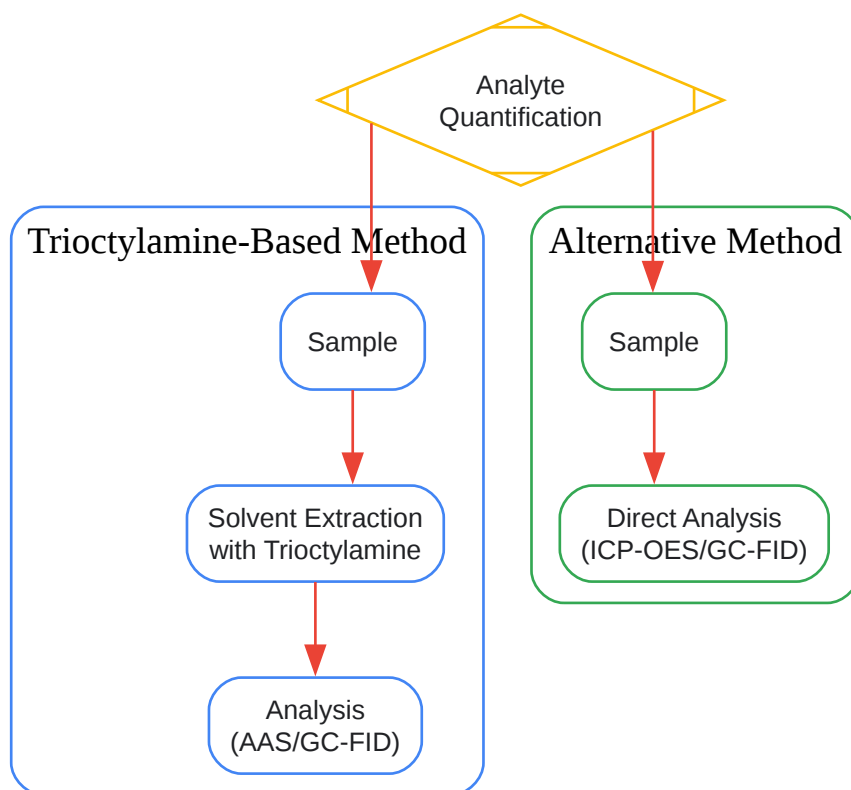 Analyte
Quantification
Trioctylamine-Based Method
Sample
Solvent Extraction
with Trioctylamine
Analysis
(AAS/GC-FID)
Alternative Method
Sample
Direct Analysis
(ICP-OES/GC-FID)